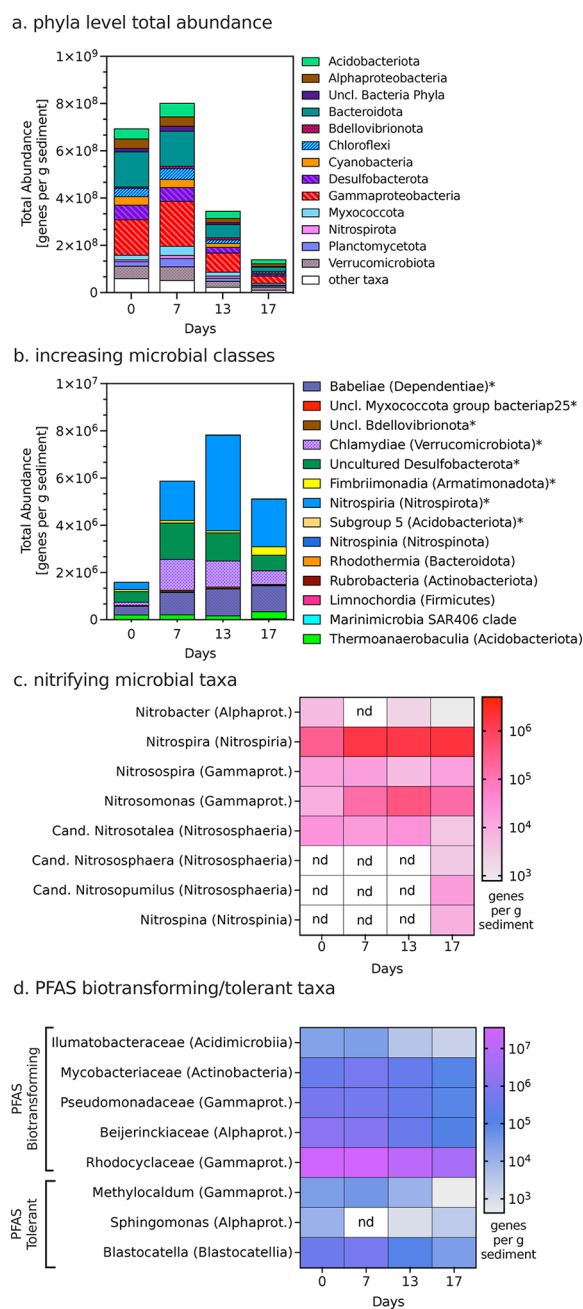 a. phyla level total abundance
Total Abundance
[genes per g sediment]
1×10⁹
8×10⁸
6×10⁸
4×10⁸
2×10⁸
0
0 7 13 17
Days
Acidobacteriota
Alphaproteobacteria
Uncl. Bacteria Phyla
Bacteroidota
Bdellovibrionota
Chloroflexi
Cyanobacteria
Desulfobacterota
Gammaproteobacteria
Myxococcota
Nitrospirota
Planctomycetota
Verrucomicrobiota
other taxa
b. increasing microbial classes
Total Abundance
[genes per g sediment]
1×10⁷
8×10⁶
6×10⁶
4×10⁶
2×10⁶
0
0 7 13 17
Days
Babeliae (Dependentiae)*
Uncl. Myxococcota group bacteriap25*
Uncl. Bdellovibrionota*
Chlamydiae (Verrucomicrobiota)*
Uncultured Desulfobacterota*
Fimbriimonadia (Armatimonadota)*
Nitrospiria (Nitrospirota)*
Subgroup 5 (Acidobacteriota)*
Nitrospinia (Nitrospinota)
Rhodothermia (Bacteroidota)
Rubrobacteria (Actinobacteriota)
Limnochordia (Firmicutes)
Marinimicrobia SAR406 clade
Thermoanaerobaculia (Acidobacteriota)
c. nitrifying microbial taxa
Nitrobacter (Alphaprot.) nd
Nitrospira (Nitrospiria)
Nitrosospira (Gammaprot.)
Nitrosomonas (Gammaprot.)
Cand. Nitrosotalea (Nitrososphaeria)
Cand. Nitrososphaera (Nitrososphaeria) nd nd nd
Cand. Nitrosopumilus (Nitrososphaeria) nd nd nd
Nitrospina (Nitrospinia) nd nd nd
0 7 13 17
Days
10⁶
10⁵
10⁴
10³
genes
per g
sediment
d. PFAS biotransforming/tolerant taxa
PFAS
Biotransforming
Ilumatobacteraceae (Acidimicrobiia)
Mycobacteriaceae (Actinobacteria)
Pseudomonadaceae (Gammaprot.)
Beijerinckiaceae (Alphaprot.)
Rhodocyclaceae (Gammaprot.)
PFAS
Tolerant
Methylocaldum (Gammaprot.)
Sphingomonas (Alphaprot.) nd
Blastocatella (Blastocatellia)
0 7 13 17
Days
10⁷
10⁶
10⁵
10⁴
10³
genes
per g
sediment